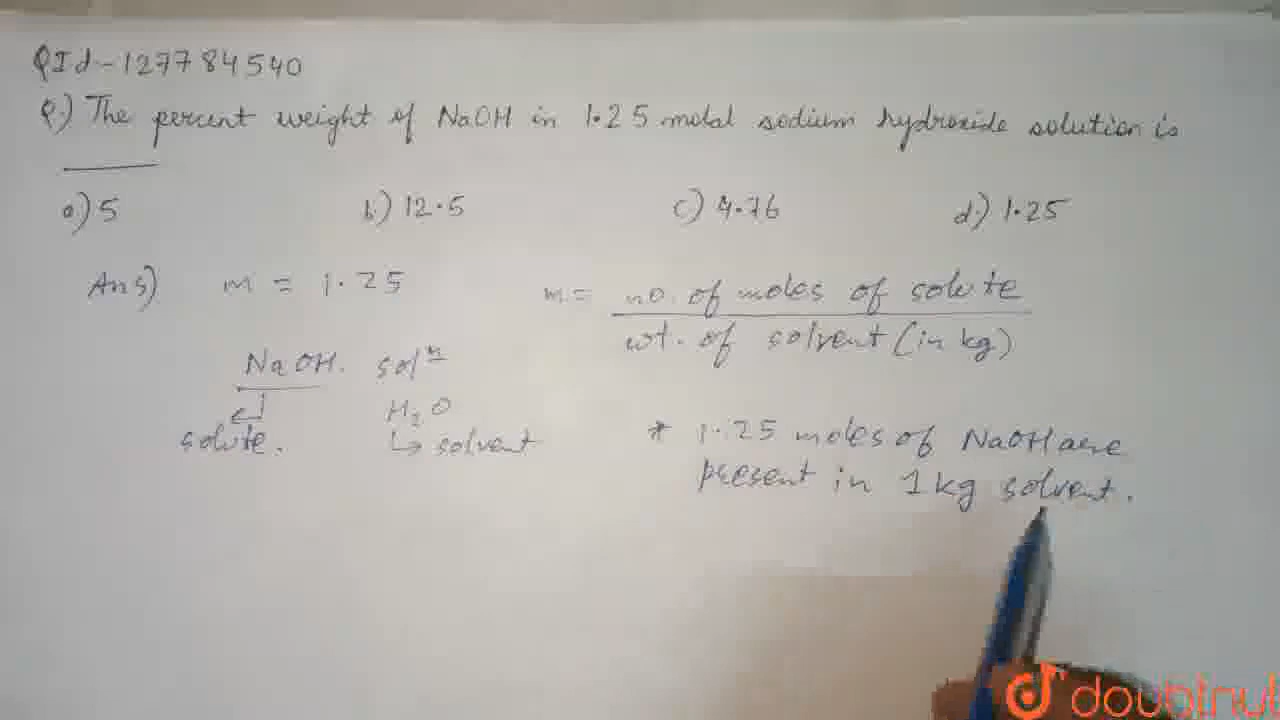 QId-127784540
Q.) The percent weight of NaOH in 1.25 molal sodium hydroxide solution is
______
a.) 5 b.) 12.5 c.) 4.76 d.) 1.25
Ans) m = 1.25 m = no. of moles of solute
wt. of solvent (in kg)
NaOH. solⁿ
H₂O
solute. ↳ solvent
* 1.25 moles of NaOH are
present in 1kg solvent.
doubtnut